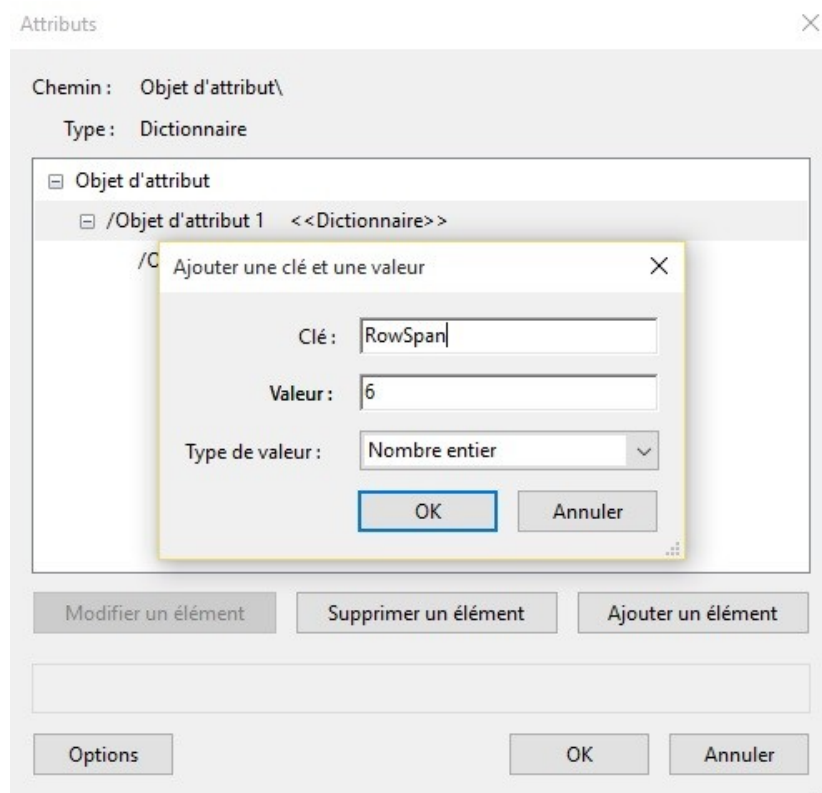 Attributs
Chemin : Objet d'attribut\
Type : Dictionnaire
Objet d'attribut
/Objet d'attribut 1 <<Dictionnaire>>
/O
Ajouter une clé et une valeur
Clé : RowSpan
Valeur : 6
Type de valeur : Nombre entier
OK Annuler
Modifier un élément Supprimer un élément Ajouter un élément
Options OK Annuler